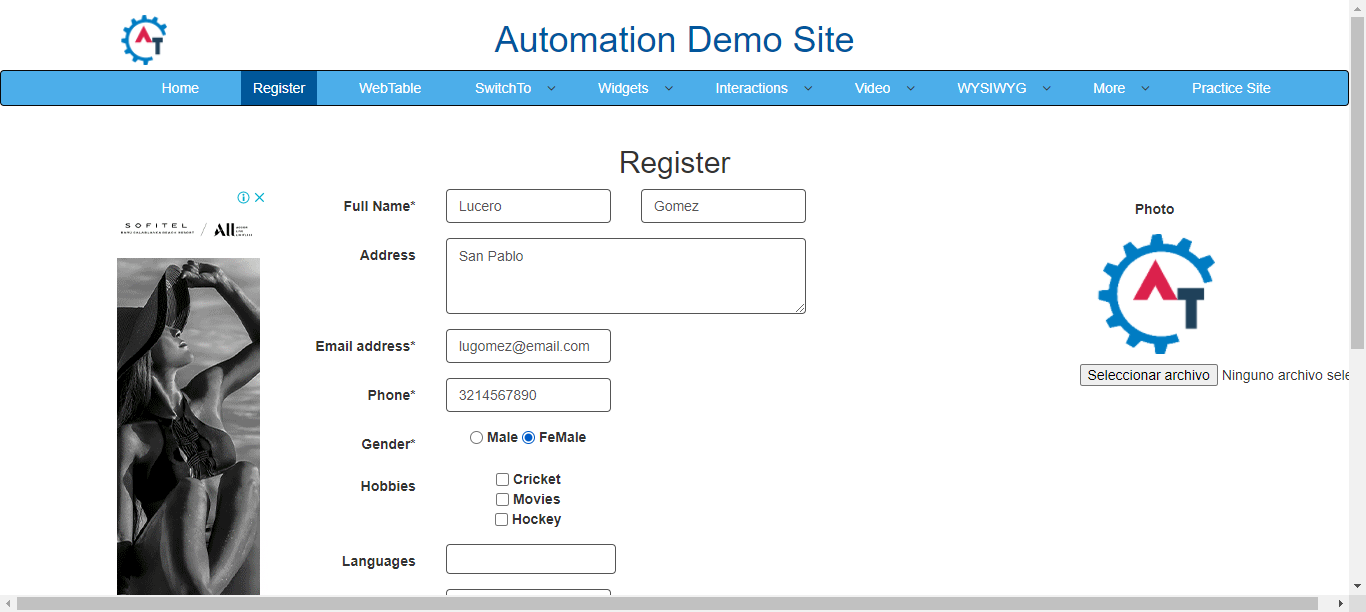 AT
Automation Demo Site
Home Register WebTable SwitchTo Widgets Interactions Video WYSIWYG More Practice Site
Register
Full Name* Lucero Gomez
Photo
SOFITEL / All
Address San Pablo
AT
Email address* lugomez@email.com
Seleccionar archivo Ninguno archivo sele
Phone* 3214567890
Gender* Male FeMale
Hobbies Cricket
Movies
Hockey
Languages